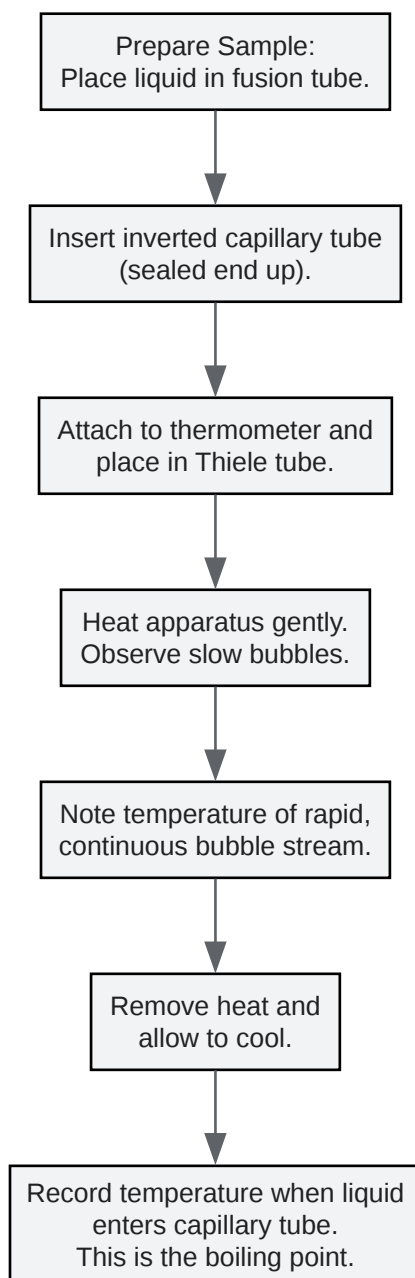 Prepare Sample:
Place liquid in fusion tube.
Insert inverted capillary tube
(sealed end up).
Attach to thermometer and
place in Thiele tube.
Heat apparatus gently.
Observe slow bubbles.
Note temperature of rapid,
continuous bubble stream.
Remove heat and
allow to cool.
Record temperature when liquid
enters capillary tube.
This is the boiling point.